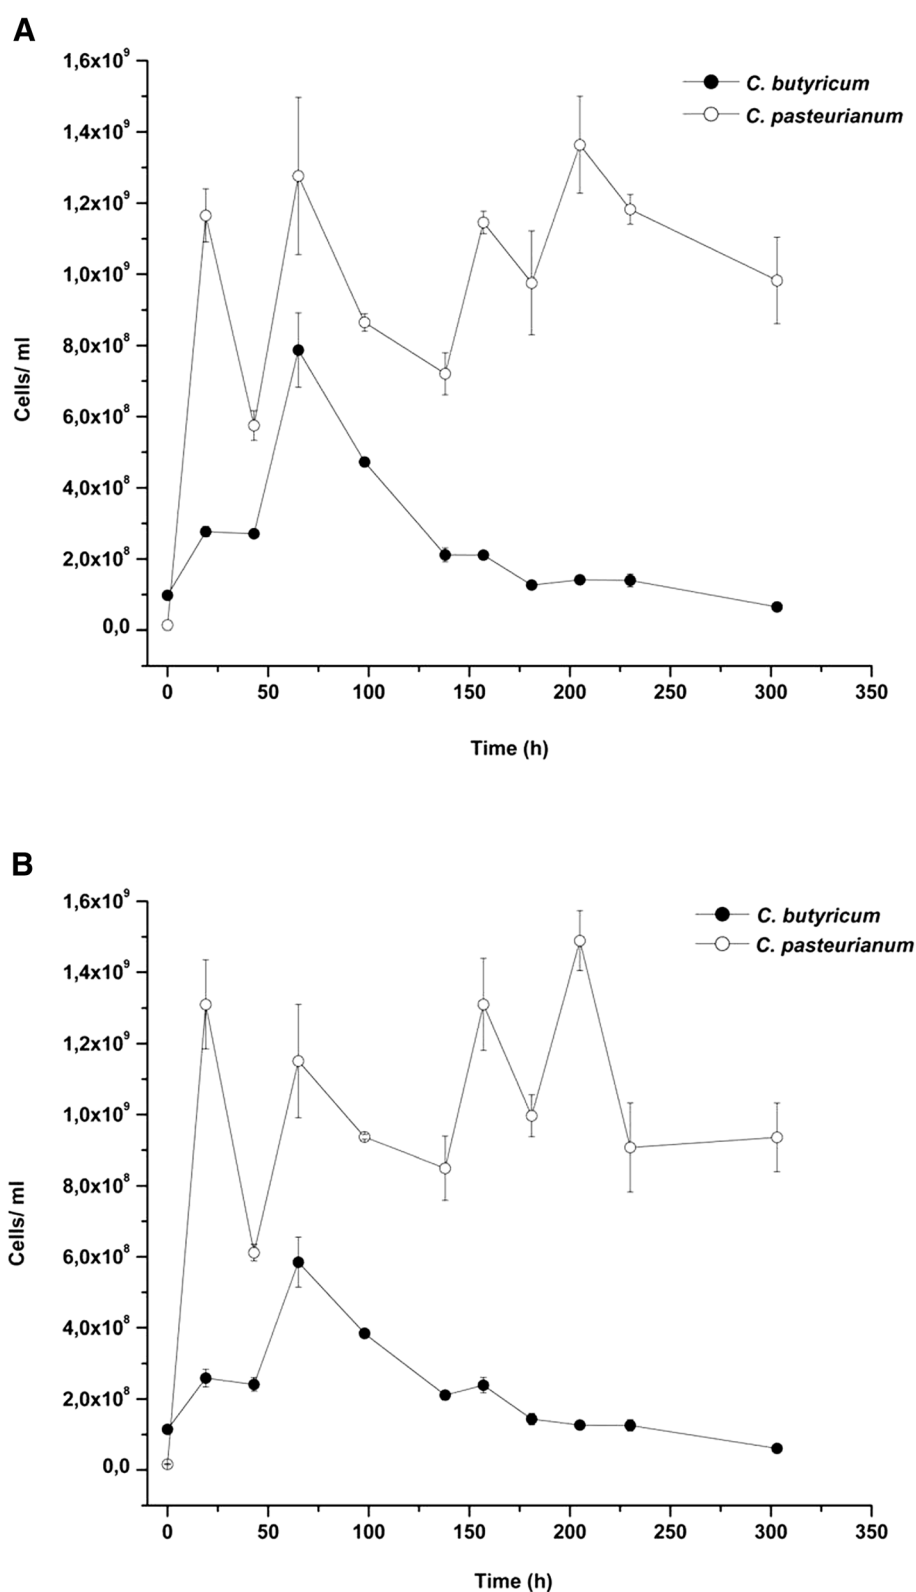 A
1,6x10⁹
1,4x10⁹
1,2x10⁹
1,0x10⁹
8,0x10⁸
6,0x10⁸
4,0x10⁸
2,0x10⁸
0,0
Cells/ ml
C. butyricum
C. pasteurianum
0 50 100 150 200 250 300 350
Time (h)
B
1,6x10⁹
1,4x10⁹
1,2x10⁹
1,0x10⁹
8,0x10⁸
6,0x10⁸
4,0x10⁸
2,0x10⁸
0,0
Cells/ ml
C. butyricum
C. pasteurianum
0 50 100 150 200 250 300 350
Time (h)